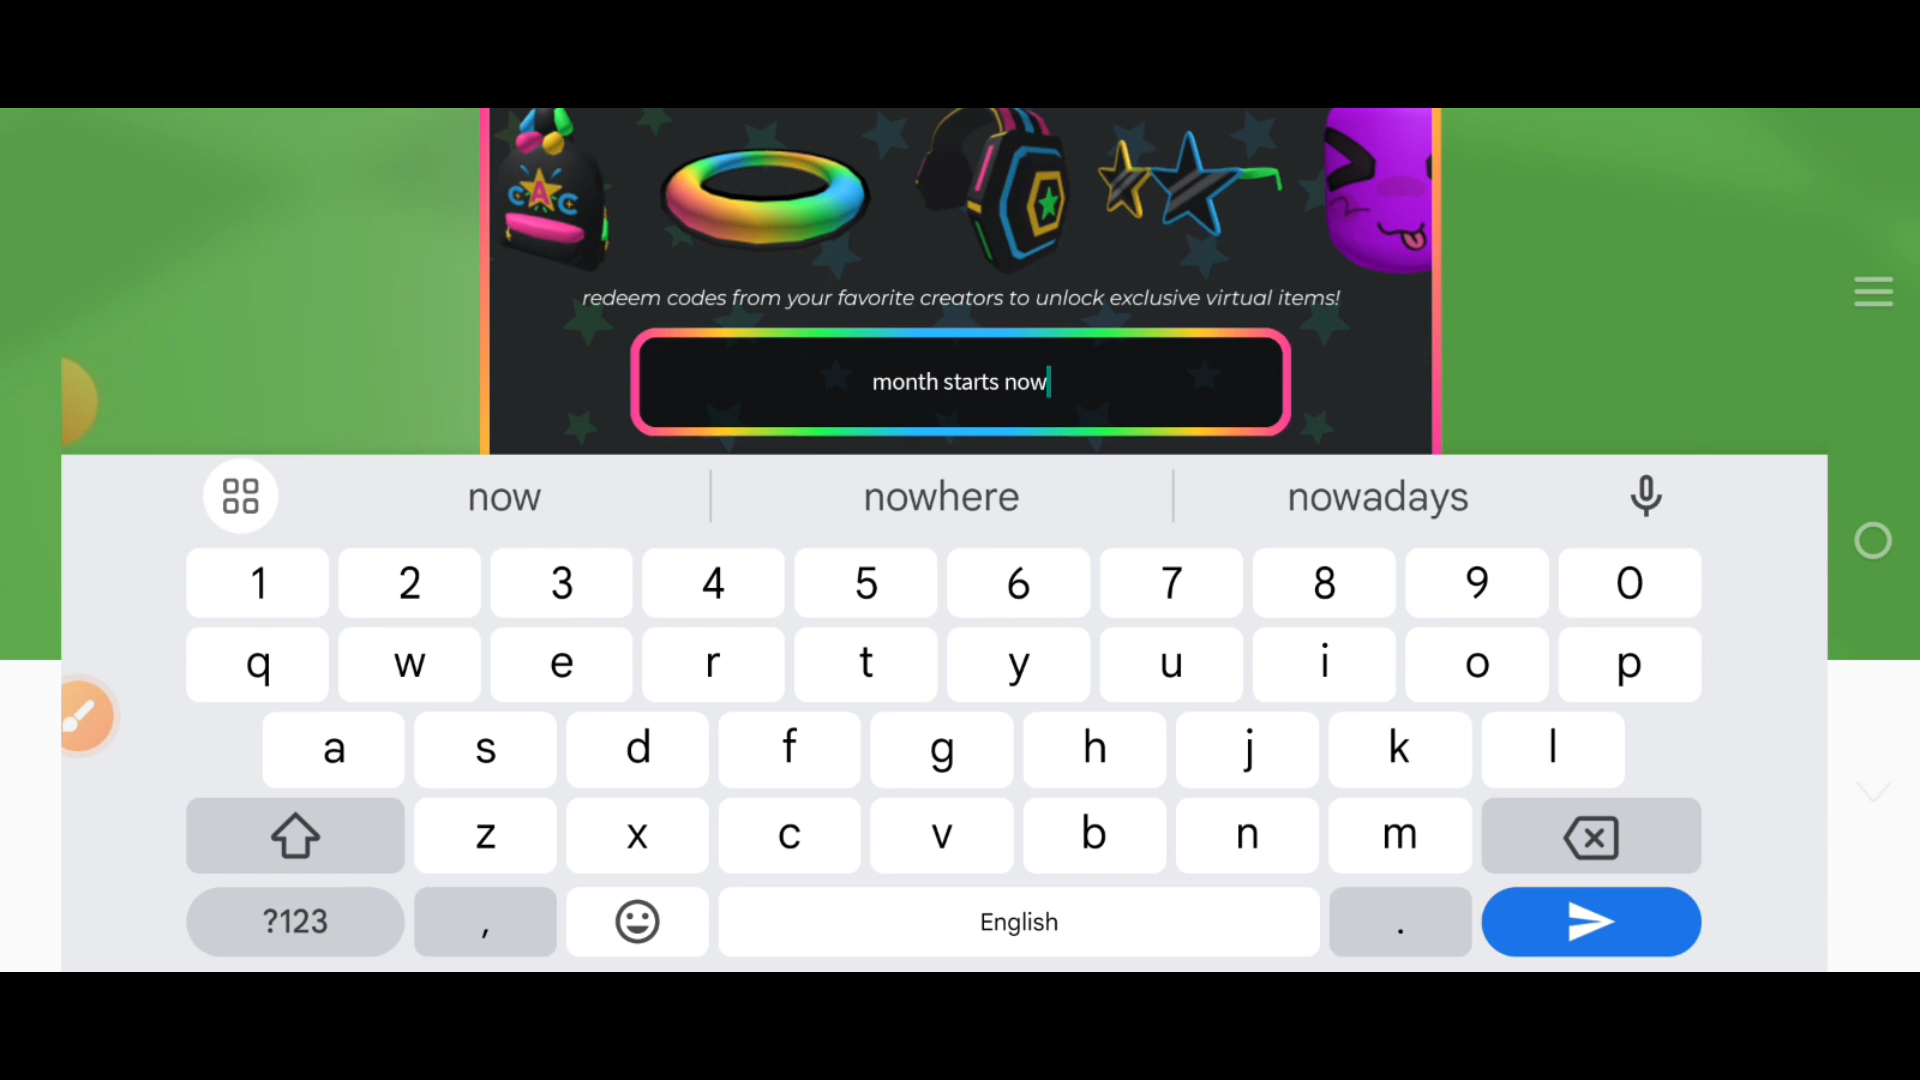 CAC
redeem codes from your favorite creators to unlock exclusive virtual items!
month starts now
now nowhere nowadays
1 2 3 4 5 6 7 8 9 0
q w e r t y u i o p
a s d f g h j k l
z x c v b n m
?123 , English .